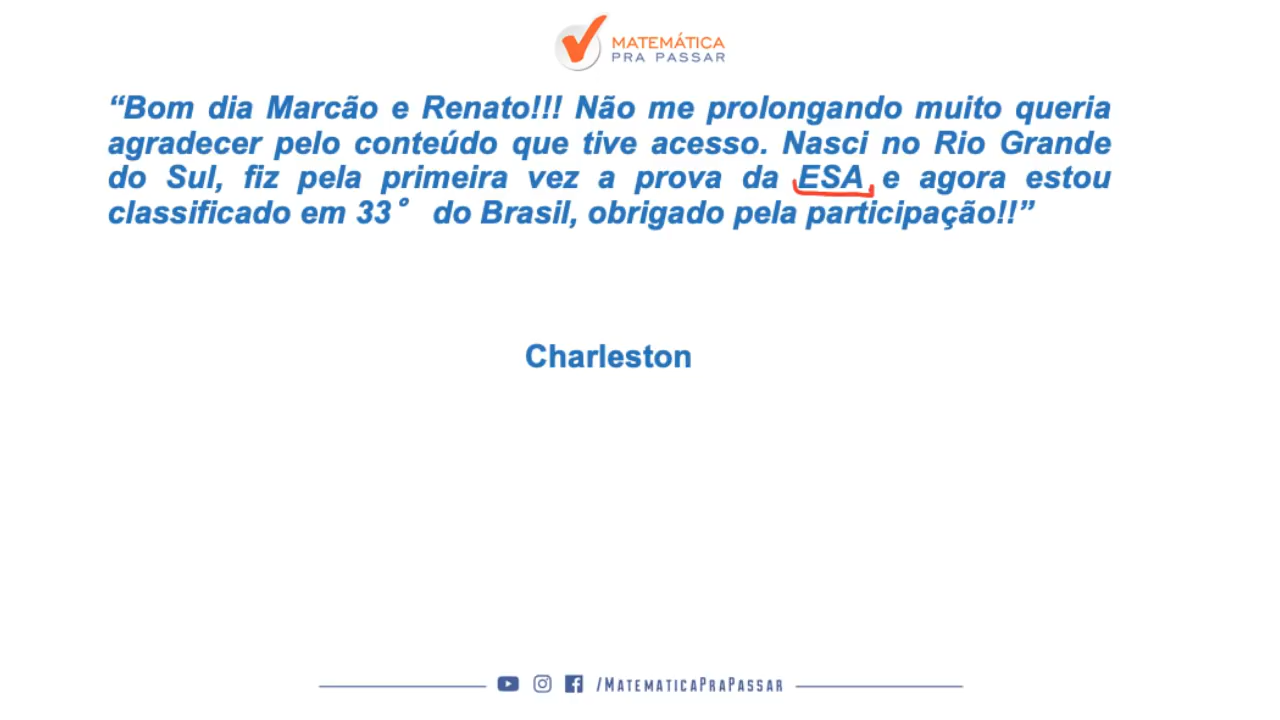 MATEMÁTICA
PRA PASSAR
“Bom dia Marcão e Renato!!! Não me prolongando muito queria
agradecer pelo conteúdo que tive acesso. Nasci no Rio Grande
do Sul, fiz pela primeira vez a prova da ESA e agora estou
classificado em 33° do Brasil, obrigado pela participação!!”
Charleston
/MATEMATICAPRAPASSAR